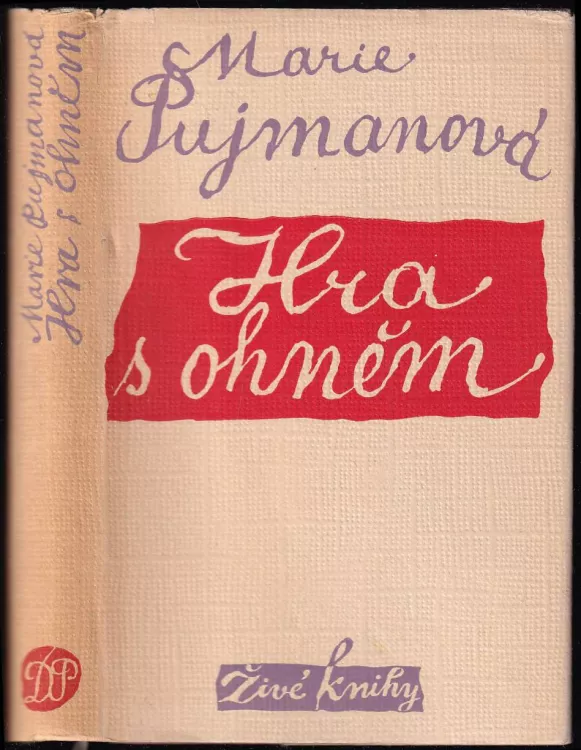 Marie Pujmanová
Hra s ohněm
DP
Marie
Pujmanová
Hra
s ohněm
Živé knihy